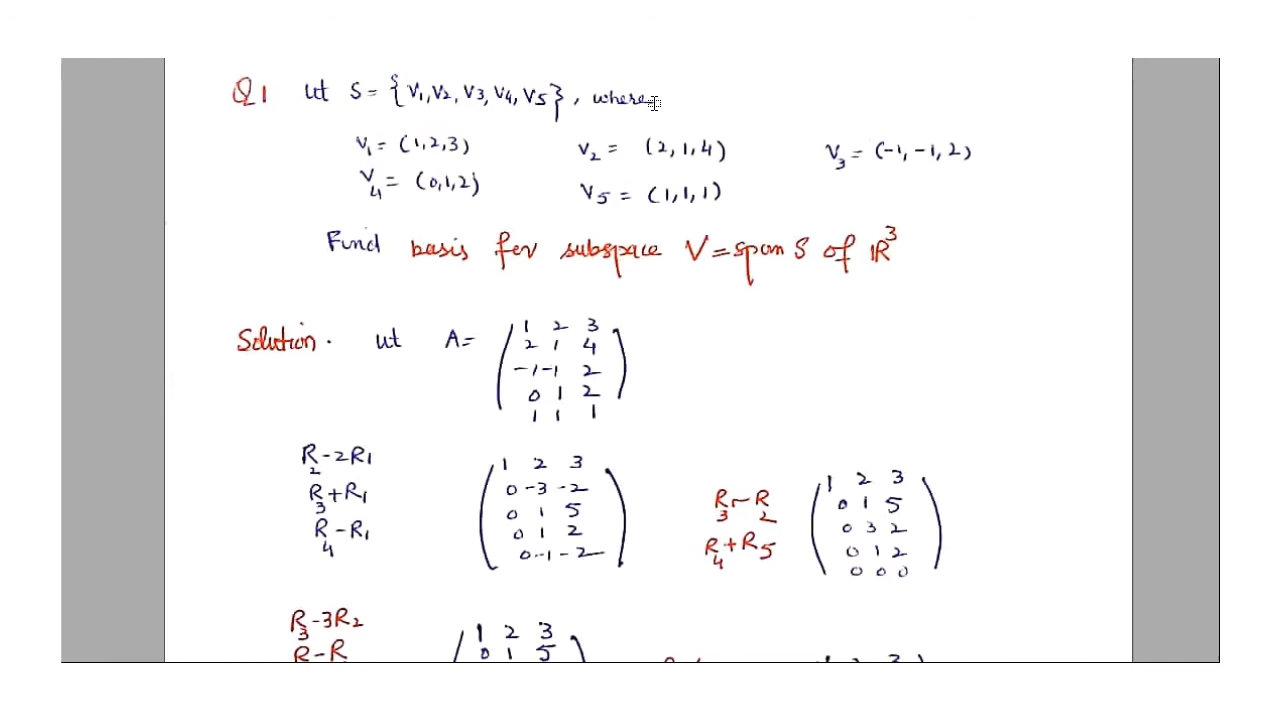 Q1 Let S = {V1, V2, V3, V4, V5}, where
V1 = (1,2,3) V2 = (2,1,4) V3 = (-1,-1,2)
V4 = (0,1,2) V5 = (1,1,1)
Find basis for subspace V = span S of ℝ³
Solution. Let A =
1 2 3
2 1 4
-1 -1 2
0 1 2
1 1 1
R2-2R1
R3+R1
R4-R1
1 2 3
0 -3 -2
0 1 5
0 1 2
0 -1 -2
R3~R2
R4+R5
1 2 3
0 1 5
0 3 2
0 1 2
0 0 0
R3-3R2
R-R
1 2 3
0 1 5